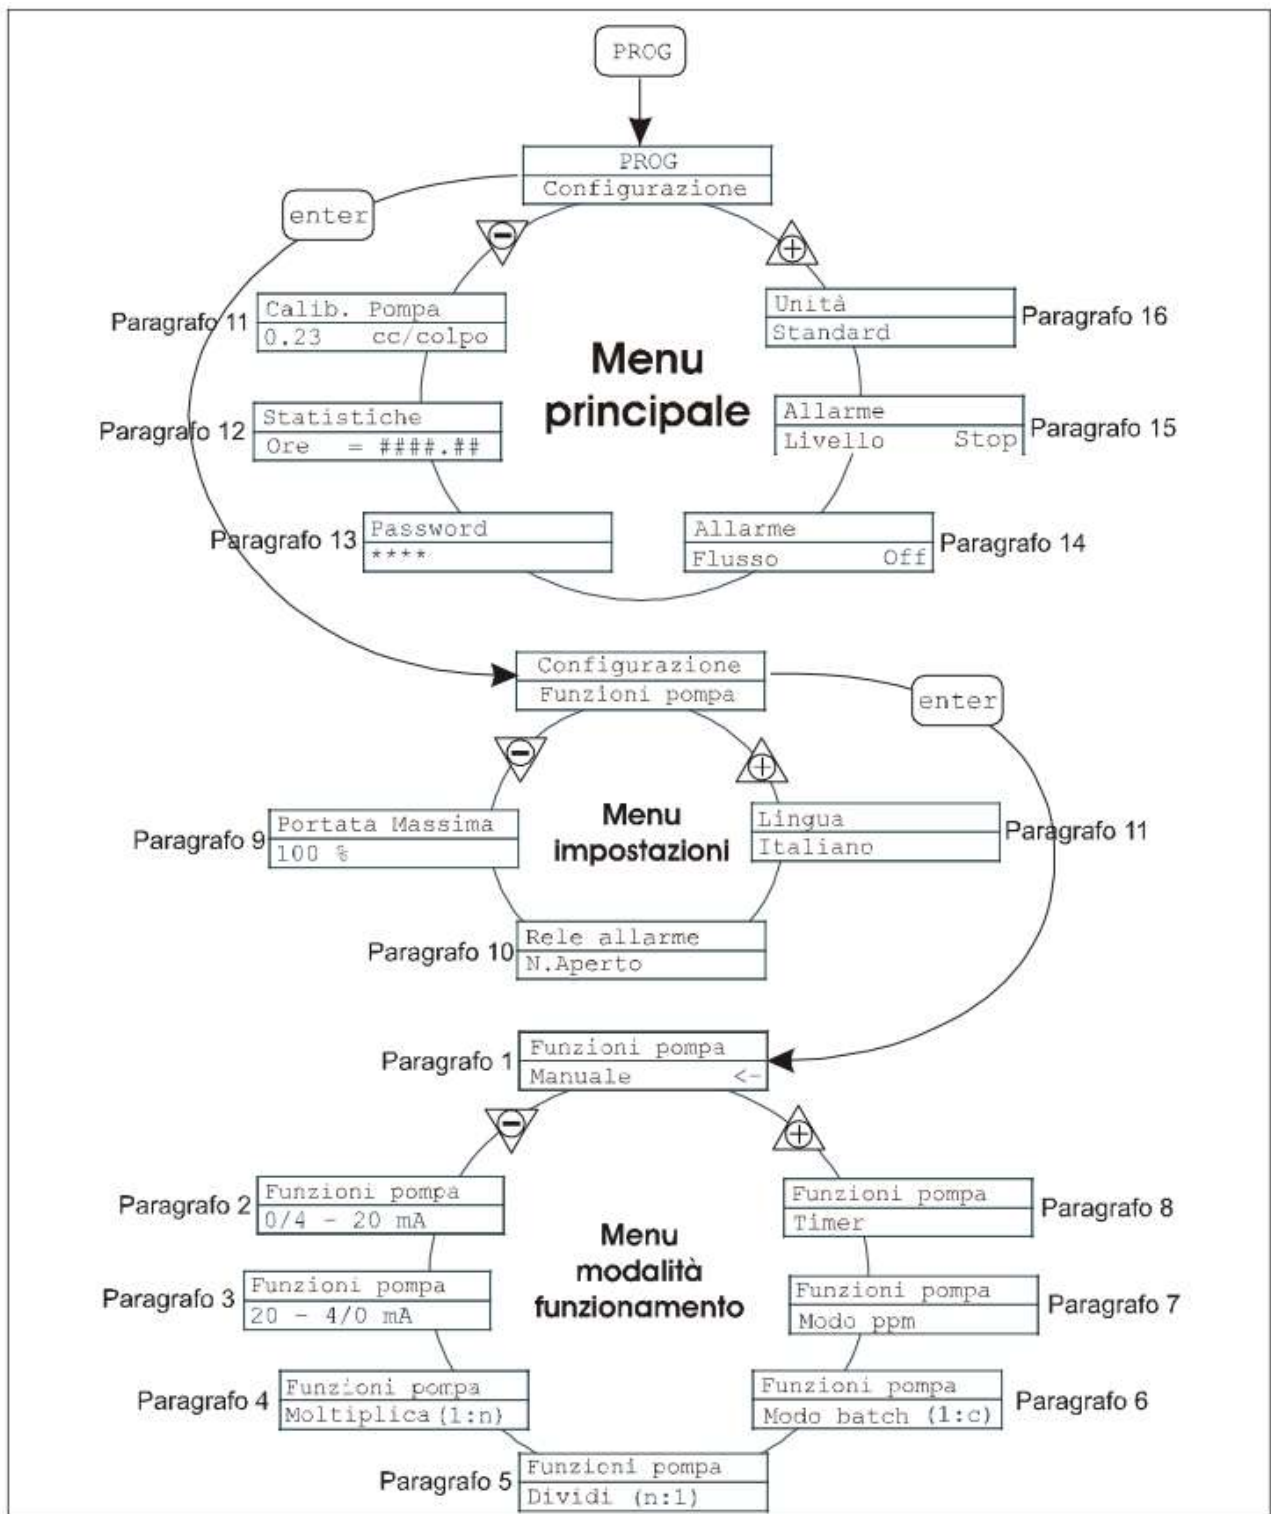 PROG
PROG
Configurazione
enter
Paragrafo 11
Calib. Pompa
0.23 cc/colpo
Unità
Standard
Paragrafo 16
Menu
principale
Paragrafo 12
Statistiche
Ore = ####.##
Allarme
Livello Stop
Paragrafo 15
Paragrafo 13
Password
****
Allarme
Flusso Off
Paragrafo 14
Configurazione
Funzioni pompa
enter
Paragrafo 9
Portata Massima
100 %
Menu
impostazioni
Lingua
Italiano
Paragrafo 11
Paragrafo 10
Rele allarme
N.Aperto
Paragrafo 1
Funzioni pompa
Manuale <-
Paragrafo 2
Funzioni pompa
0/4 - 20 mA
Menu
modalità
funzionamento
Funzioni pompa
Timer
Paragrafo 8
Paragrafo 3
Funzioni pompa
20 - 4/0 mA
Funzioni pompa
Modo ppm
Paragrafo 7
Paragrafo 4
Funzioni pompa
Moltiplica (1:n)
Funzioni pompa
Modo batch (1:c)
Paragrafo 6
Paragrafo 5
Funzioni pompa
Dividi (n:1)